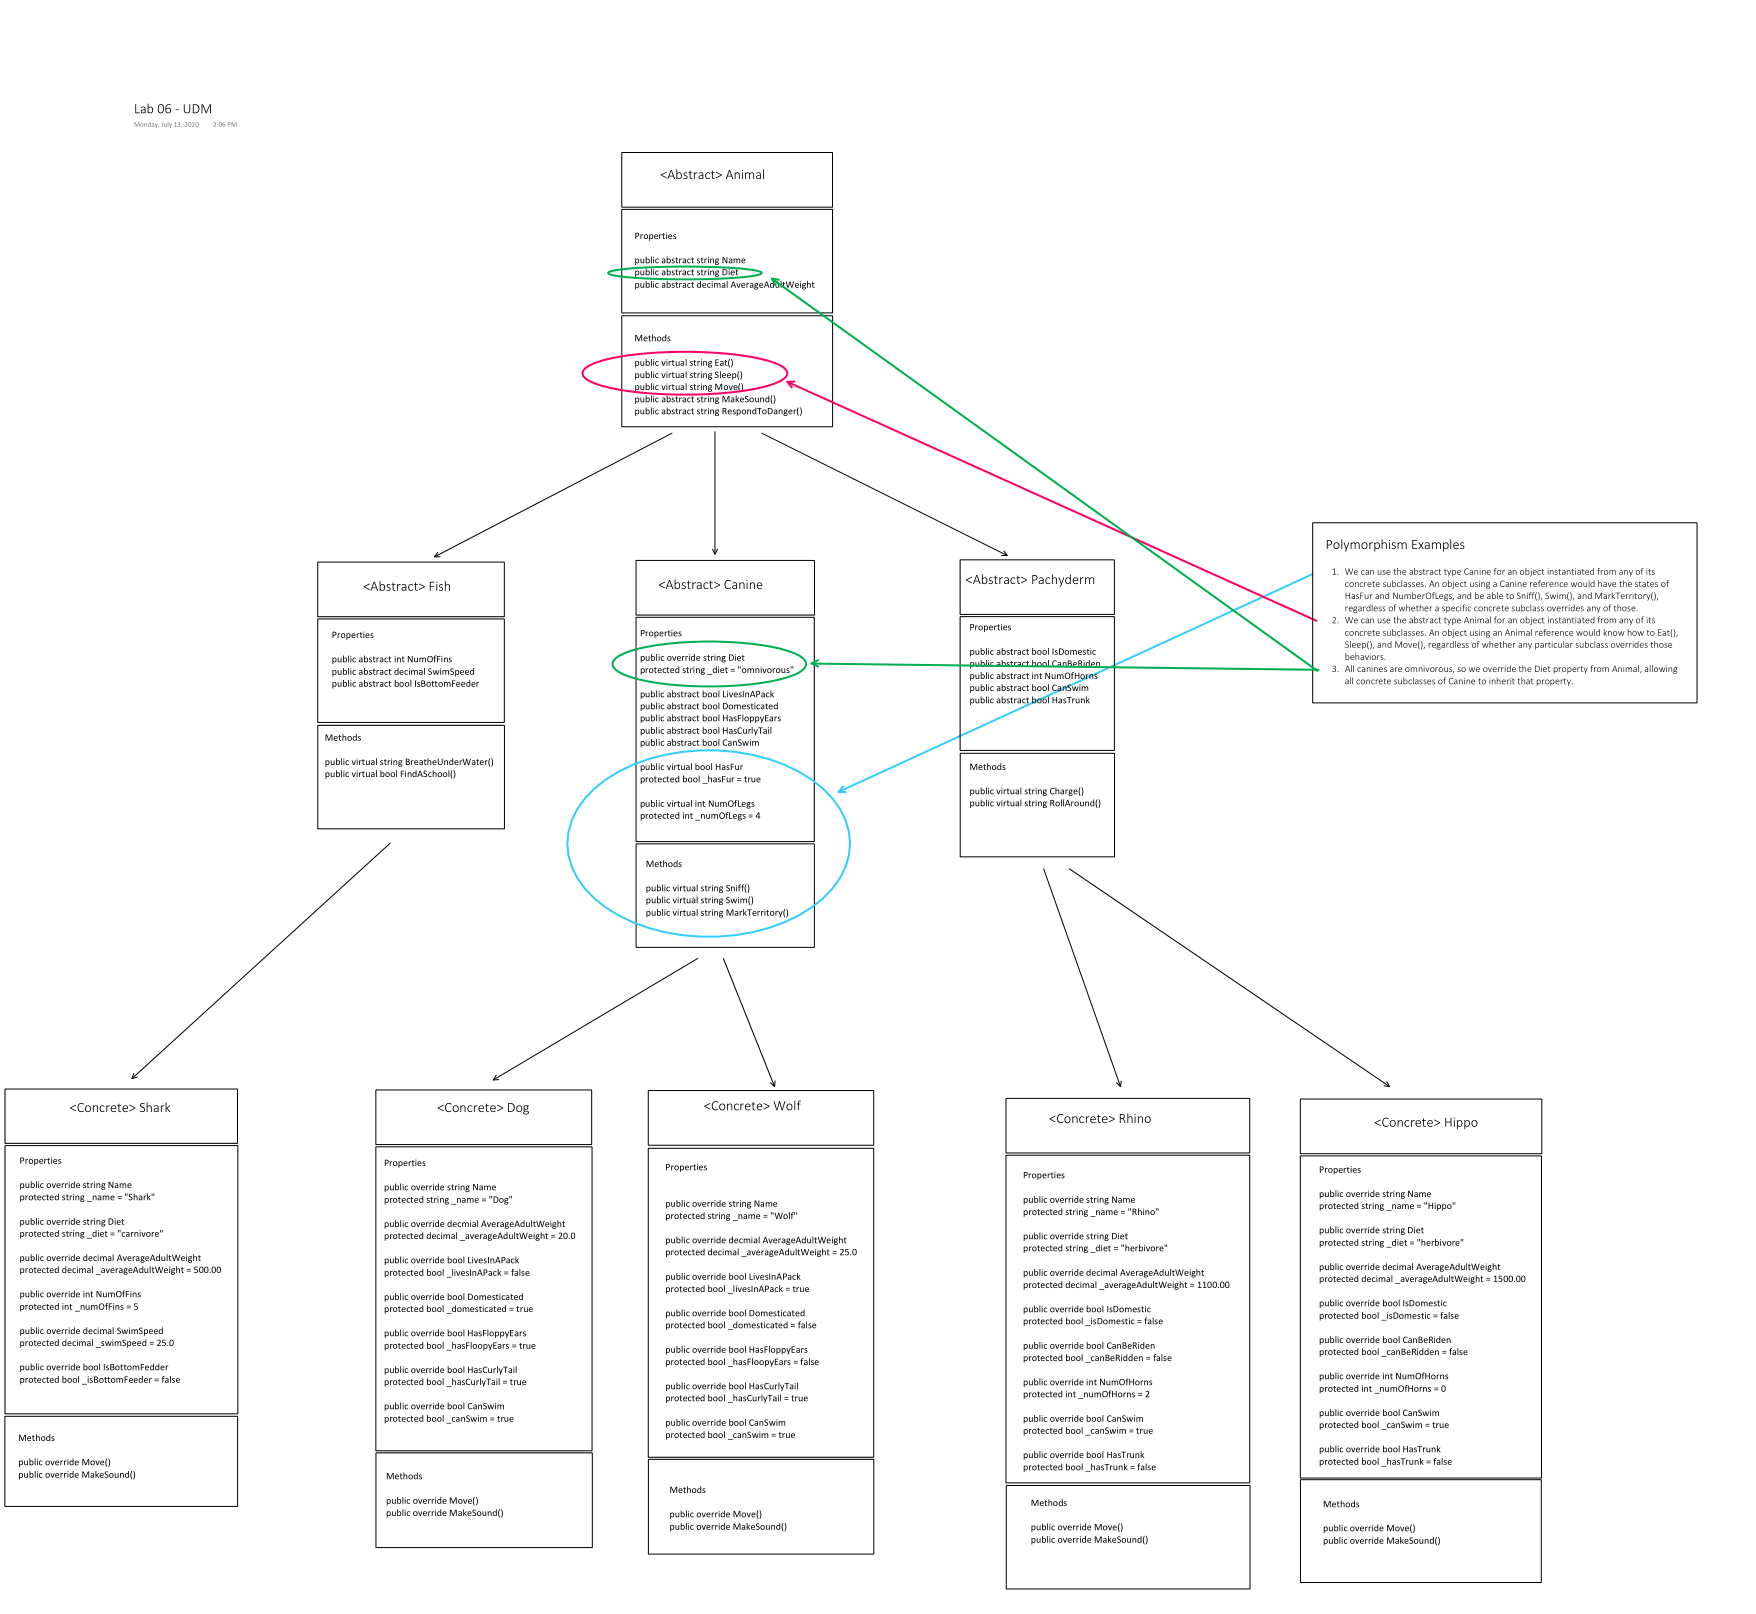 Lab 06 - UDM
Monday, July 13, 2020 2:06 PM
<Abstract> Animal
Properties
public abstract string Name
public abstract string Diet
public abstract decimal AverageAdultWeight
Methods
public virtual string Eat()
public virtual string Sleep()
public virtual string Move()
public abstract string MakeSound()
public abstract string RespondToDanger()
Polymorphism Examples
1. We can use the abstract type Canine for an object instantiated from any of its
concrete subclasses. An object using a Canine reference would have the states of
HasFur and NumberOfLegs, and be able to Sniff(), Swim(), and MarkTerritory(),
regardless of whether a specific concrete subclass overrides any of those.
2. We can use the abstract type Animal for an object instantiated from any of its
concrete subclasses. An object using an Animal reference would know how to Eat(),
Sleep(), and Move(), regardless of whether any particular subclass overrides those
behaviors.
3. All canines are omnivorous, so we override the Diet property from Animal, allowing
all concrete subclasses of Canine to inherit that property.
<Abstract> Fish
Properties
public abstract int NumOfFins
public abstract decimal SwimSpeed
public abstract bool IsBottomFeeder
Methods
public virtual string BreatheUnderWater()
public virtual bool FindASchool()
<Abstract> Canine
Properties
public override string Diet
protected string _diet = "omnivorous"
public abstract bool LivesInAPack
public abstract bool Domesticated
public abstract bool HasFloppyEars
public abstract bool HasCurlyTail
public abstract bool CanSwim
public virtual bool HasFur
protected bool _hasFur = true
public virtual int NumOfLegs
protected int _numOfLegs = 4
Methods
public virtual string Sniff()
public virtual string Swim()
public virtual string MarkTerritory()
<Abstract> Pachyderm
Properties
public abstract bool IsDomestic
public abstract bool CanBeRiden
public abstract int NumOfHorns
public abstract bool CanSwim
public abstract bool HasTrunk
Methods
public virtual string Charge()
public virtual string RollAround()
<Concrete> Shark
Properties
public override string Name
protected string _name = "Shark"
public override string Diet
protected string _diet = "carnivore"
public override decimal AverageAdultWeight
protected decimal _averageAdultWeight = 500.00
public override int NumOfFins
protected int _numOfFins = 5
public override decimal SwimSpeed
protected decimal _swimSpeed = 25.0
public override bool IsBottomFedder
protected bool _isBottomFeeder = false
Methods
public override Move()
public override MakeSound()
<Concrete> Dog
Properties
public override string Name
protected string _name = "Dog"
public override decmial AverageAdultWeight
protected decimal _averageAdultWeight = 20.0
public override bool LivesInAPack
protected bool _livesInAPack = false
public override bool Domesticated
protected bool _domesticated = true
public override bool HasFloppyEars
protected bool _hasFloopyEars = true
public override bool HasCurlyTail
protected bool _hasCurlyTail = true
public override bool CanSwim
protected bool _canSwim = true
Methods
public override Move()
public override MakeSound()
<Concrete> Wolf
Properties
public override string Name
protected string _name = "Wolf"
public override decmial AverageAdultWeight
protected decimal _averageAdultWeight = 25.0
public override bool LivesInAPack
protected bool _livesInAPack = true
public override bool Domesticated
protected bool _domesticated = false
public override bool HasFloppyEars
protected bool _hasFloopyEars = false
public override bool HasCurlyTail
protected bool _hasCurlyTail = true
public override bool CanSwim
protected bool _canSwim = true
Methods
public override Move()
public override MakeSound()
<Concrete> Rhino
Properties
public override string Name
protected string _name = "Rhino"
public override string Diet
protected string _diet = "herbivore"
public override decimal AverageAdultWeight
protected decimal _averageAdultWeight = 1100.00
public override bool IsDomestic
protected bool _isDomestic = false
public override bool CanBeRiden
protected bool _canBeRidden = false
public override int NumOfHorns
protected int _numOfHorns = 2
public override bool CanSwim
protected bool _canSwim = true
public override bool HasTrunk
protected bool _hasTrunk = false
Methods
public override Move()
public override MakeSound()
<Concrete> Hippo
Properties
public override string Name
protected string _name = "Hippo"
public override string Diet
protected string _diet = "herbivore"
public override decimal AverageAdultWeight
protected decimal _averageAdultWeight = 1500.00
public override bool IsDomestic
protected bool _isDomestic = false
public override bool CanBeRiden
protected bool _canBeRidden = false
public override int NumOfHorns
protected int _numOfHorns = 0
public override bool CanSwim
protected bool _canSwim = true
public override bool HasTrunk
protected bool _hasTrunk = false
Methods
public override Move()
public override MakeSound()